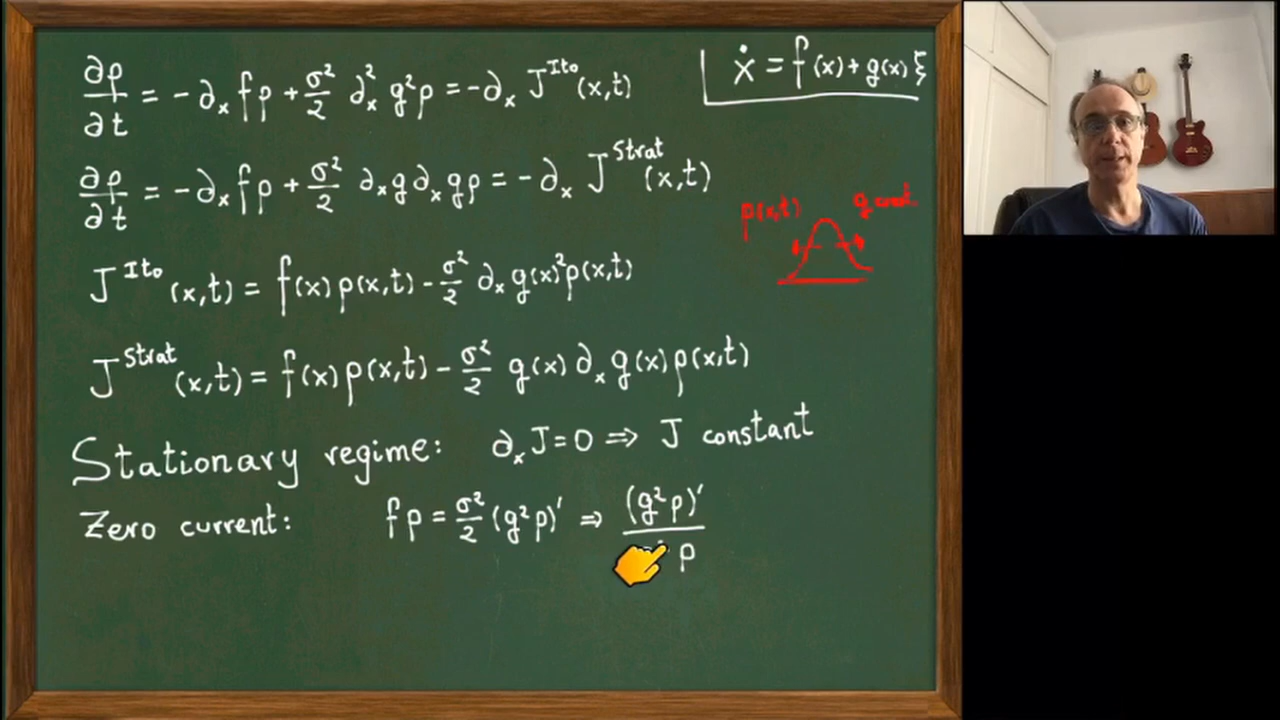 ∂ρ/∂t = -∂ₓ fρ + σ²/2 ∂ₓ² g²ρ = -∂ₓ J^Ito (x,t)
ẋ = f(x) + g(x) ξ
∂ρ/∂t = -∂ₓ fρ + σ²/2 ∂ₓ g ∂ₓ gρ = -∂ₓ J^Strat (x,t)
ρ(x,t) g const.
J^Ito (x,t) = f(x) ρ(x,t) - σ²/2 ∂ₓ g(x)² ρ(x,t)
J^Strat (x,t) = f(x) ρ(x,t) - σ²/2 g(x) ∂ₓ g(x) ρ(x,t)
Stationary regime: ∂ₓ J = 0 ⇒ J constant
Zero current: fρ = σ²/2 (g²ρ)' ⇒ (g²ρ)'/ρ